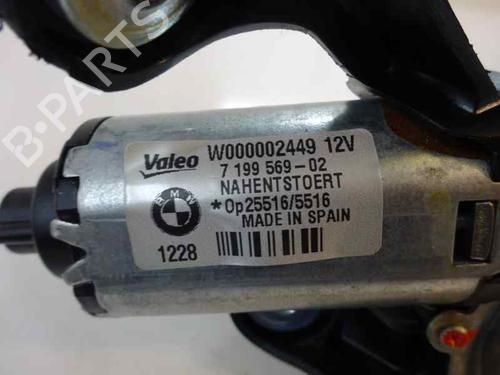 B-PARTS
Valeo W000002449 12V
7 199 569-02
NAHENTSTOERT
BMW
*Op25516/5516
MADE IN SPAIN
1228